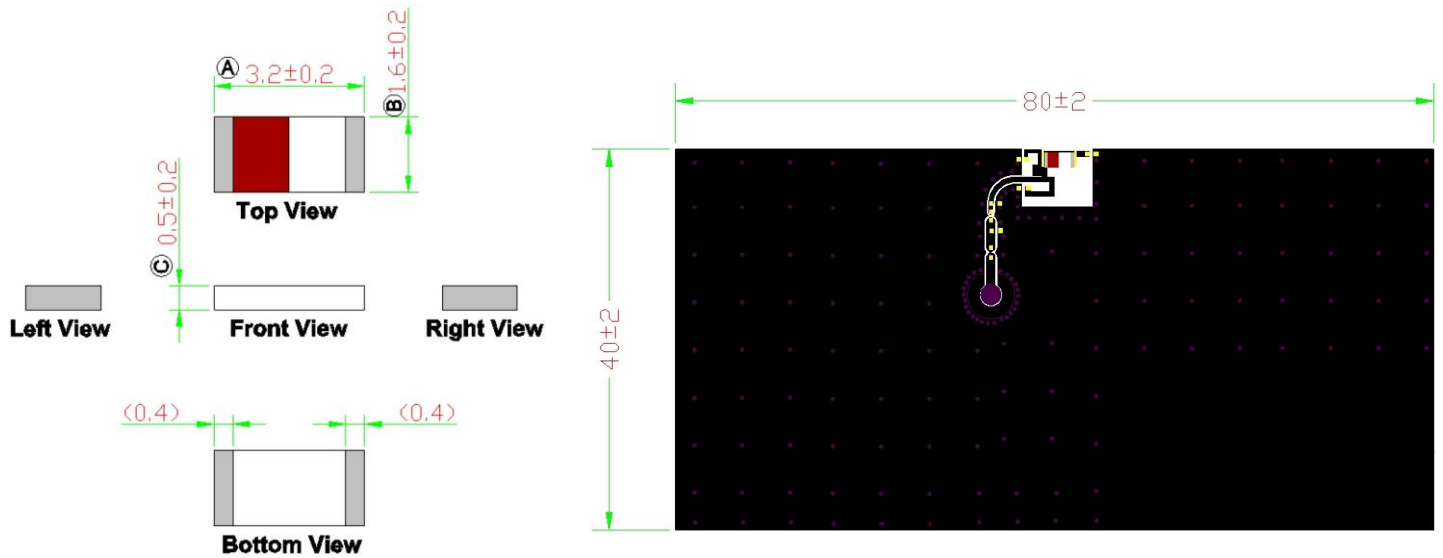 Ⓐ 3.2±0.2
Ⓑ 1.6±0.2
Top View
Ⓒ 0.5±0.2
Left View
Front View
Right View
(0.4)
(0.4)
Bottom View
80±2
40±2